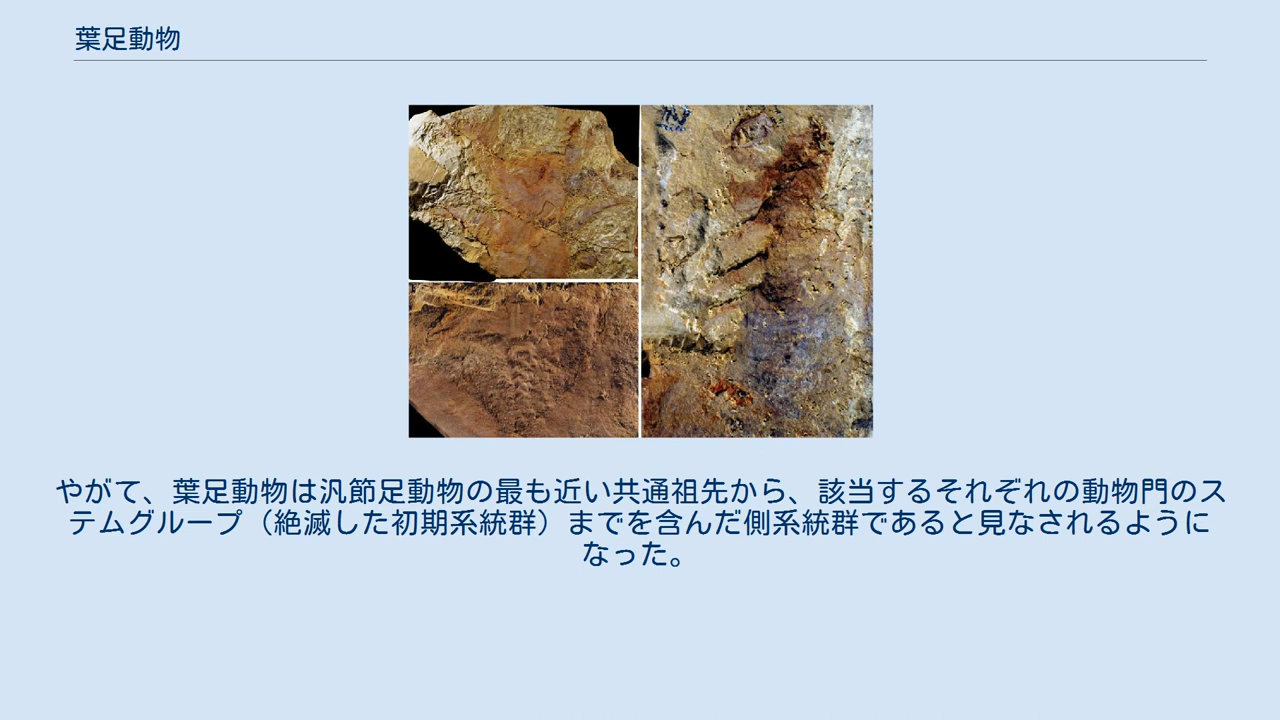 葉足動物
やがて、葉足動物は汎節足動物の最も近い共通祖先から、該当するそれぞれの動物門のス
テムグループ（絶滅した初期系統群）までを含んだ側系統群であると見なされるように
なった。